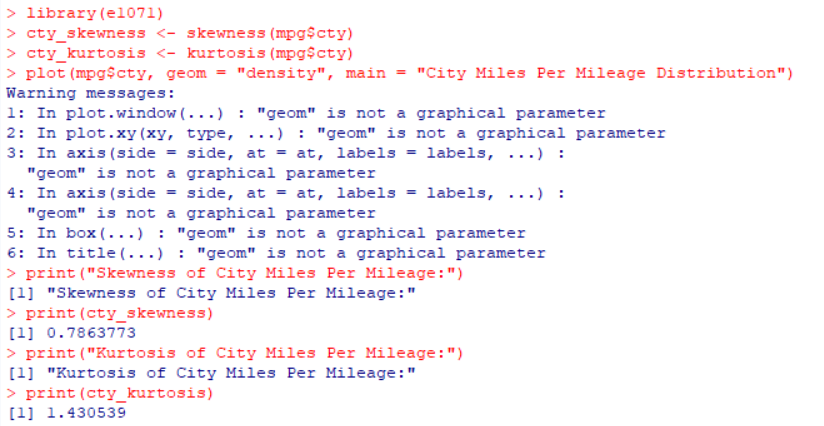 > library(e1071)
> cty_skewness <- skewness(mpg$cty)
> cty_kurtosis <- kurtosis(mpg$cty)
> plot(mpg$cty, geom = "density", main = "City Miles Per Mileage Distribution")
Warning messages:
1: In plot.window(...) : "geom" is not a graphical parameter
2: In plot.xy(xy, type, ...) : "geom" is not a graphical parameter
3: In axis(side = side, at = at, labels = labels, ...) :
  "geom" is not a graphical parameter
4: In axis(side = side, at = at, labels = labels, ...) :
  "geom" is not a graphical parameter
5: In box(...) : "geom" is not a graphical parameter
6: In title(...) : "geom" is not a graphical parameter
> print("Skewness of City Miles Per Mileage:")
[1] "Skewness of City Miles Per Mileage:"
> print(cty_skewness)
[1] 0.7863773
> print("Kurtosis of City Miles Per Mileage:")
[1] "Kurtosis of City Miles Per Mileage:"
> print(cty_kurtosis)
[1] 1.430539